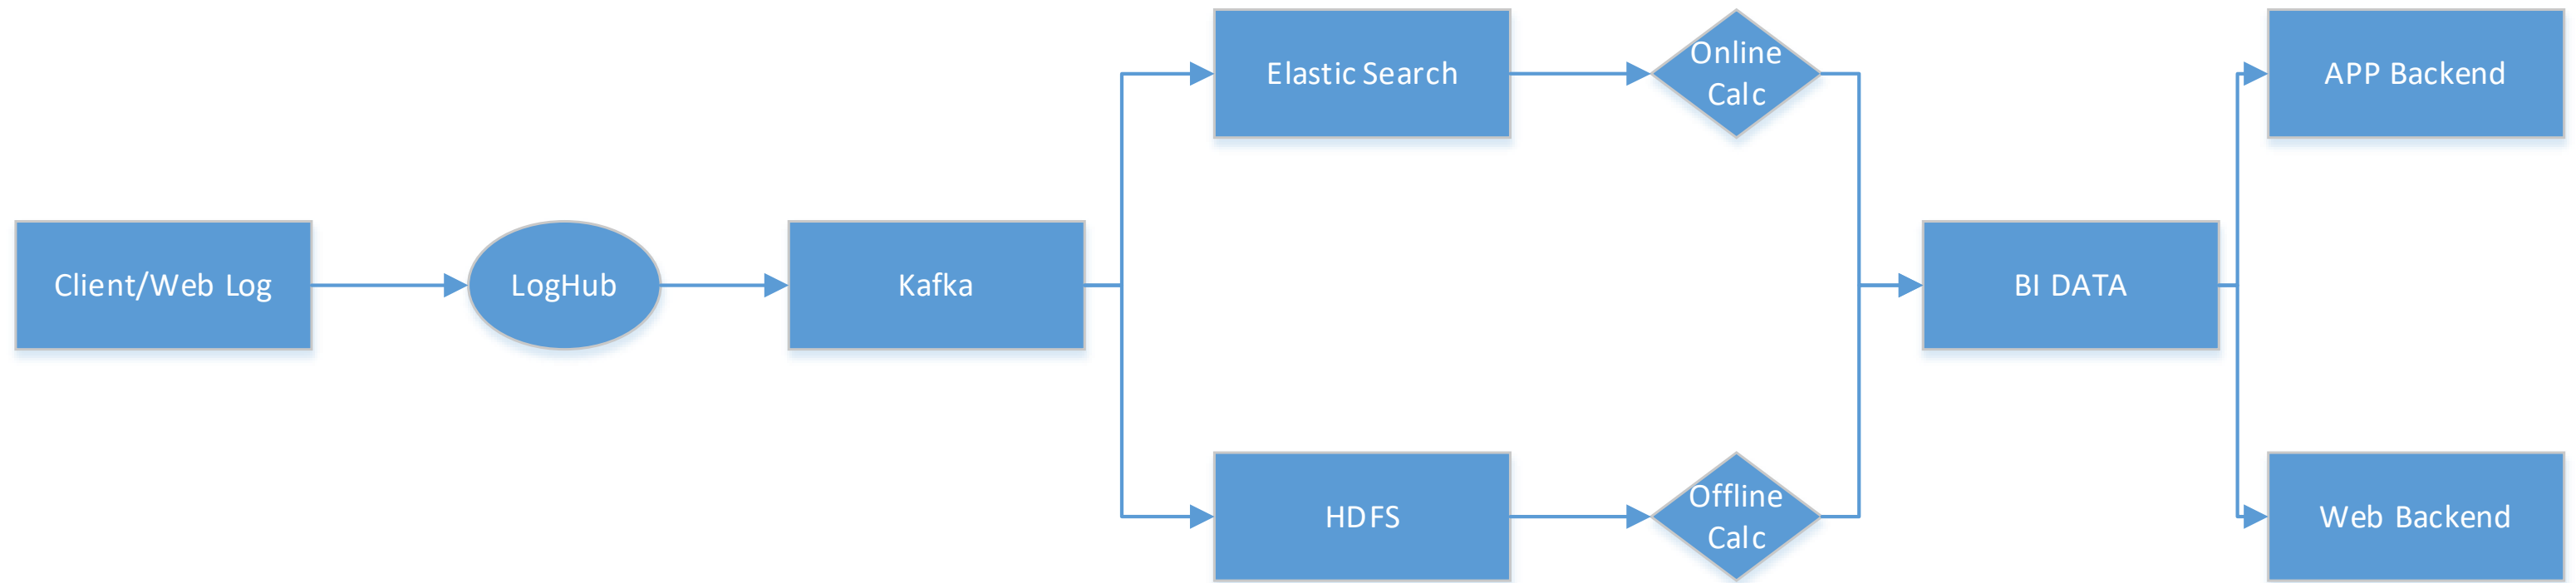 Client/Web Log
LogHub
Kafka
Elastic Search
Online
Calc
HDFS
Offline
Calc
BI DATA
APP Backend
Web Backend